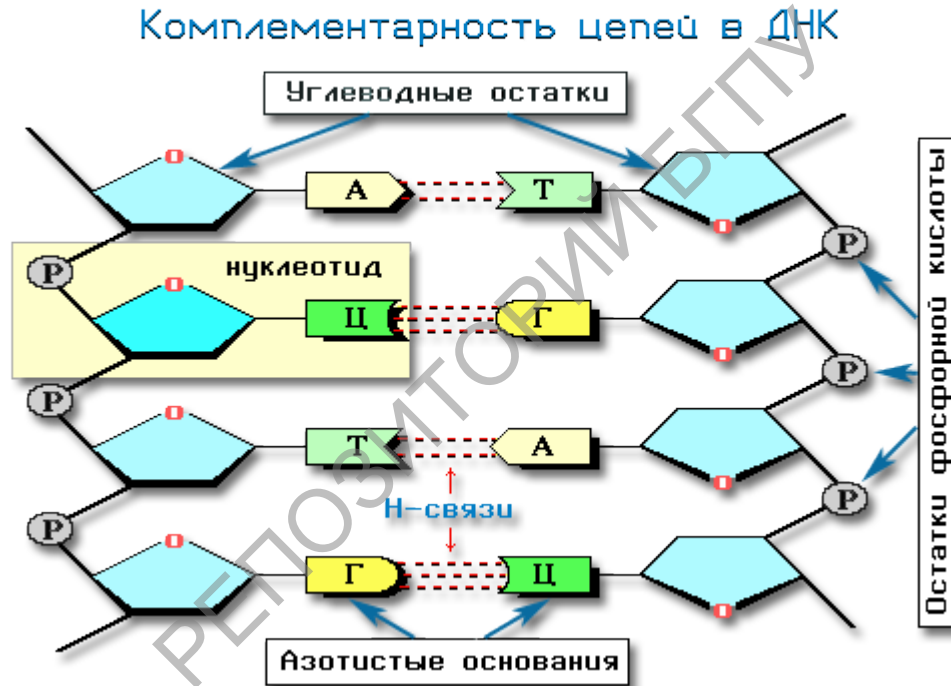 Комплементарность цепей в ДНК
Углеводные остатки
О
А
Т
О
Р
Р
нуклеотид
О
Ц
Г
О
Р
Р
О
Т
А
О
Н-связи
Р
Р
О
Г
Ц
О
Азотистые основания
Остатки фосфорной кислоты
РЕПОЗИТОРИЙ БГПУ